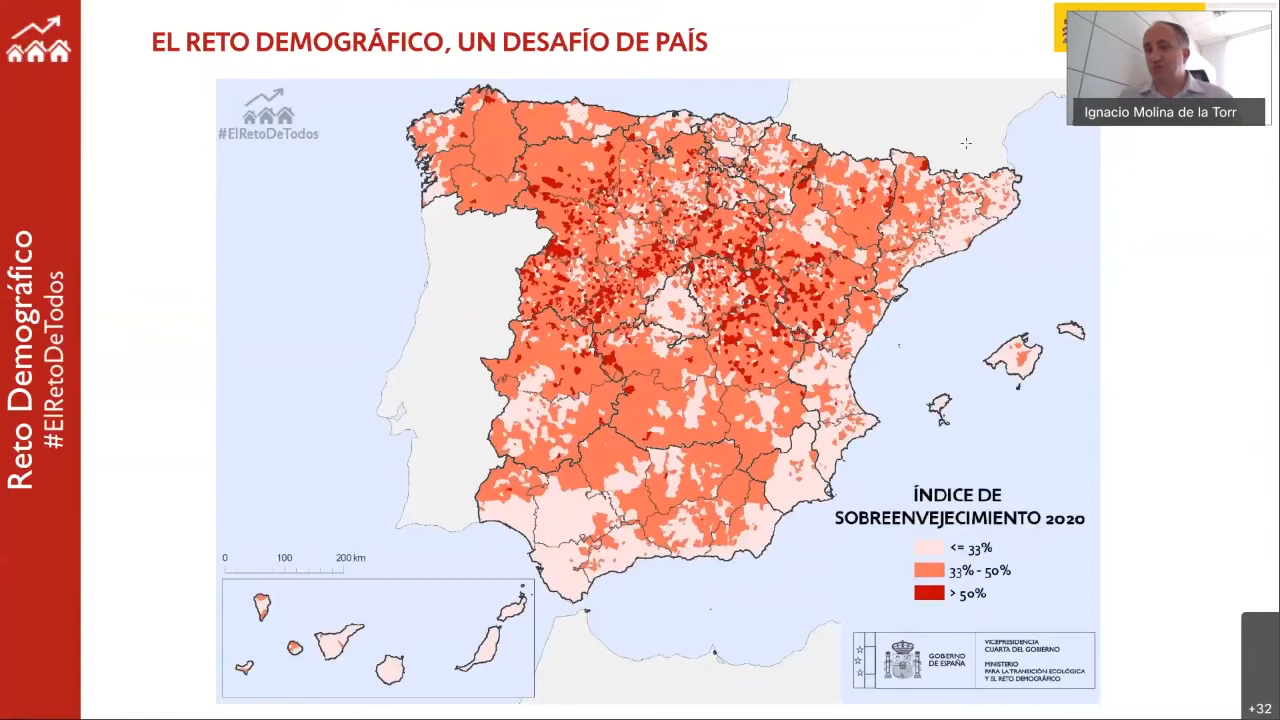 EL RETO DEMOGRÁFICO, UN DESAFÍO DE PAÍS
Ignacio Molina de la Torr
#ElRetoDeTodos
Reto Demográfico
#ElRetoDeTodos
ÍNDICE DE
SOBREENVEJECIMIENTO 2020
<= 33%
33% - 50%
> 50%
0 100 200 km
GOBIERNO
DE ESPAÑA
VICEPRESIDENCIA
CUARTA DEL GOBIERNO
MINISTERIO
PARA LA TRANSICIÓN ECOLÓGICA
Y EL RETO DEMOGRÁFICO
+32